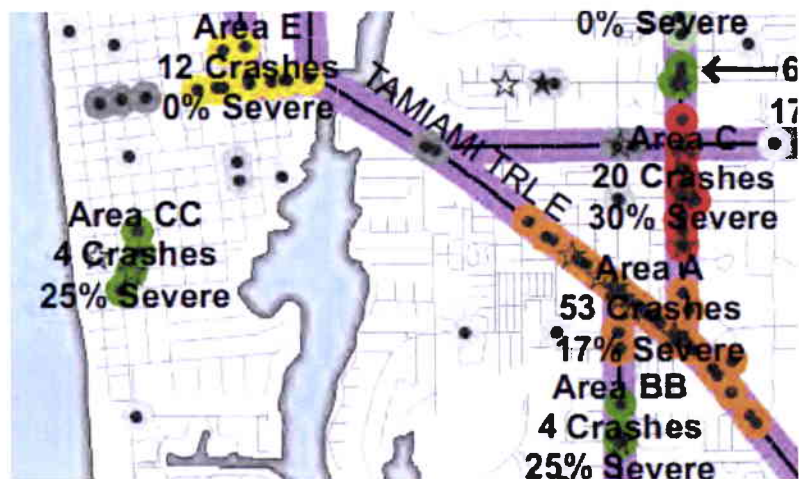 Area E
12 Crashes
0% Severe
0% Severe
6
17
TAMIAMI TRL E
Area C
20 Crashes
30% Severe
Area CC
4 Crashes
25% Severe
Area A
53 Crashes
17% Severe
Area BB
4 Crashes
25% Severe